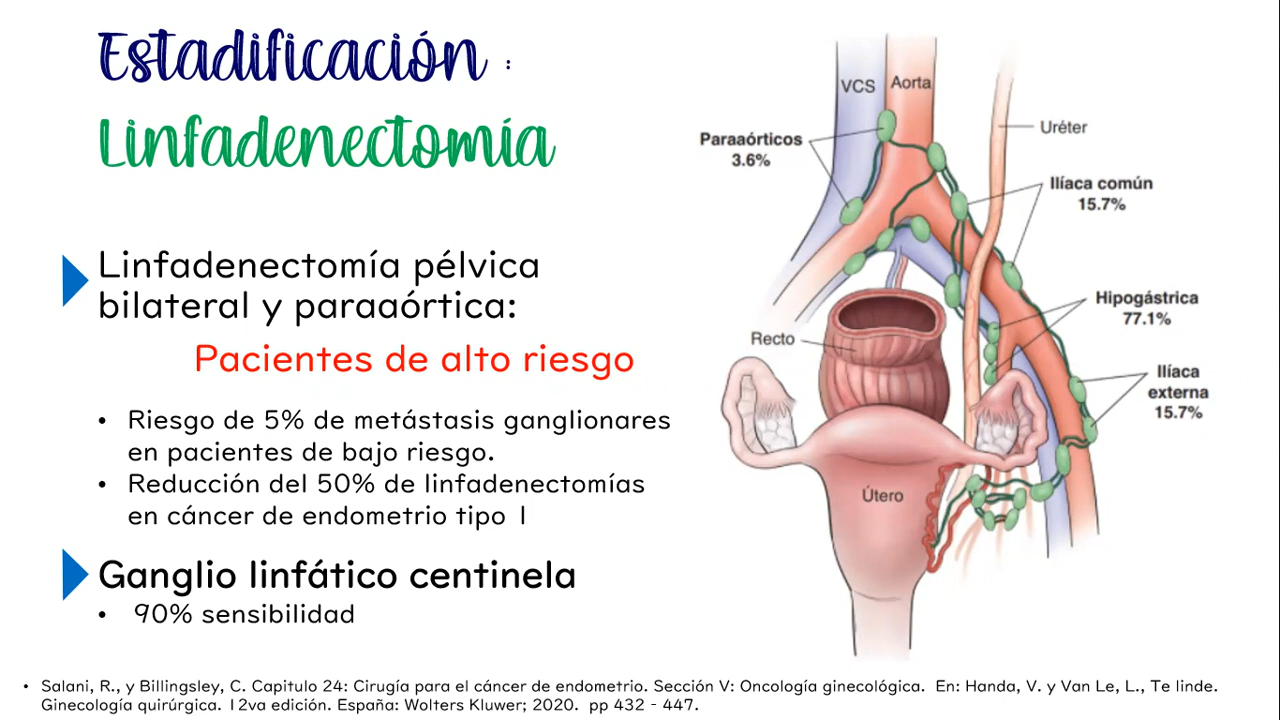 Estadificación :
Linfadenectomía
Linfadenectomía pélvica
bilateral y paraaórtica:
Pacientes de alto riesgo
• Riesgo de 5% de metástasis ganglionares
en pacientes de bajo riesgo.
• Reducción del 50% de linfadenectomías
en cáncer de endometrio tipo I
Ganglio linfático centinela
• 90% sensibilidad
VCS
Aorta
Uréter
Paraaórticos
3.6%
Ilíaca común
15.7%
Hipogástrica
77.1%
Recto
Ilíaca
externa
15.7%
Útero
• Salani, R., y Billingsley, C. Capitulo 24: Cirugía para el cáncer de endometrio. Sección V: Oncología ginecológica. En: Handa, V. y Van Le, L., Te linde.
Ginecología quirúrgica. 12va edición. España: Wolters Kluwer; 2020. pp 432 - 447.